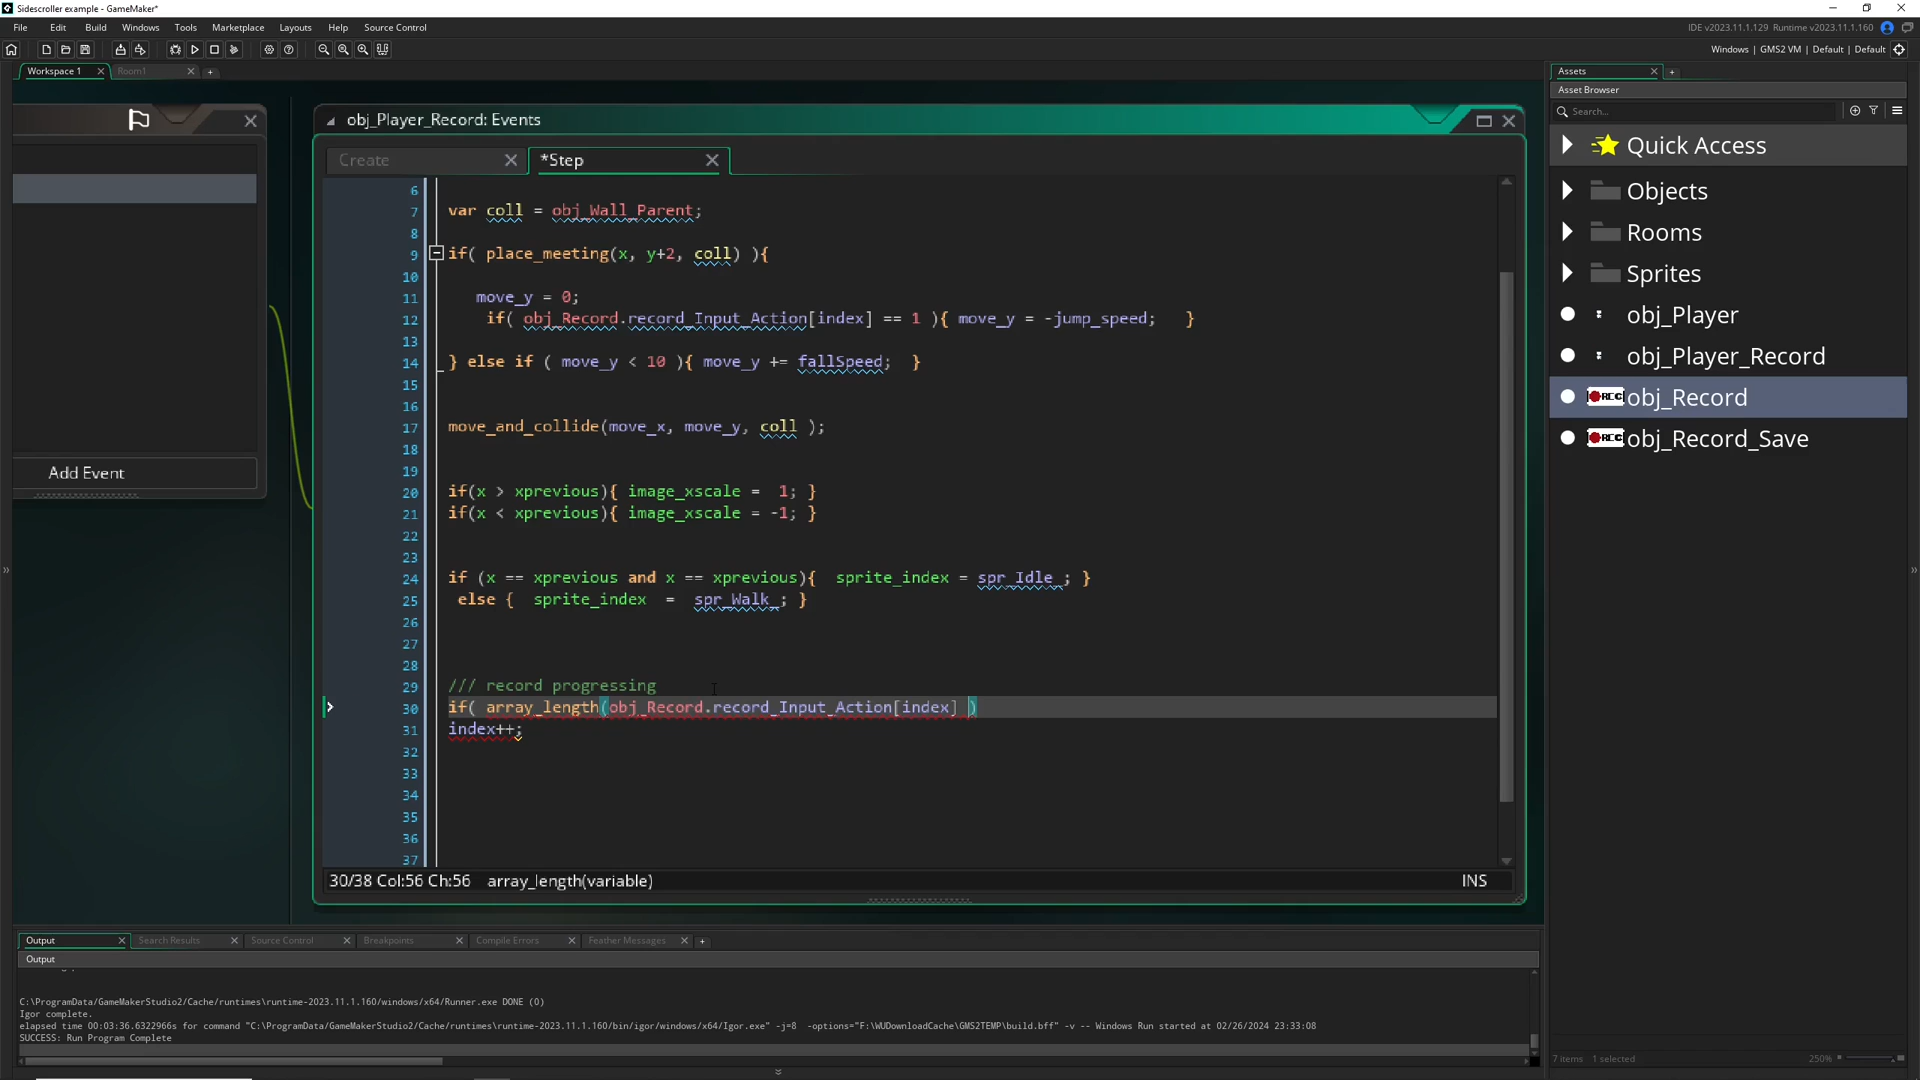 Sidescroller example - GameMaker*
File Edit Build Windows Tools Marketplace Layouts Help Source Control
IDE v2023.11.1.129 Runtime v2023.11.1.160
Windows | GMS2 VM | Default | Default
Workspace 1 Room1
obj_Player_Record: Events
Create *Step
6
7 var coll = obj_Wall_Parent;
8
9 if( place_meeting(x, y+2, coll) ){
10
11 move_y = 0;
12 if( obj_Record.record_Input_Action[index] == 1 ){ move_y = -jump_speed; }
13
14 } else if ( move_y < 10 ){ move_y += fallSpeed; }
15
16
17 move_and_collide(move_x, move_y, coll );
18
19
20 if(x > xprevious){ image_xscale = 1; }
21 if(x < xprevious){ image_xscale = -1; }
22
23
24 if (x == xprevious and x == xprevious){ sprite_index = spr_Idle_; }
25 else { sprite_index = spr_Walk_; }
26
27
28
29 /// record progressing
30 if( array_length(obj_Record.record_Input_Action[index] )
31 index++;
32
33
34
35
36
37
30/38 Col:56 Ch:56 array_length(variable) INS
Add Event
Assets
Asset Browser
Search...
Quick Access
Objects
Rooms
Sprites
obj_Player
obj_Player_Record
REC obj_Record
REC obj_Record_Save
7 items 1 selected 250%
Output Search Results Source Control Breakpoints Compile Errors Feather Messages
Output
C:\ProgramData/GameMakerStudio2/Cache/runtimes\runtime-2023.11.1.160/windows/x64/Runner.exe DONE (0)
Igor complete.
elapsed time 00:03:36.6322966s for command "C:\ProgramData/GameMakerStudio2/Cache/runtimes\runtime-2023.11.1.160/bin/igor/windows/x64/Igor.exe" -j=8 -options="F:\WUDownloadCache\GMS2TEMP\build.bff" -v -- Windows Run started at 02/26/2024 23:33:08
SUCCESS: Run Program Complete